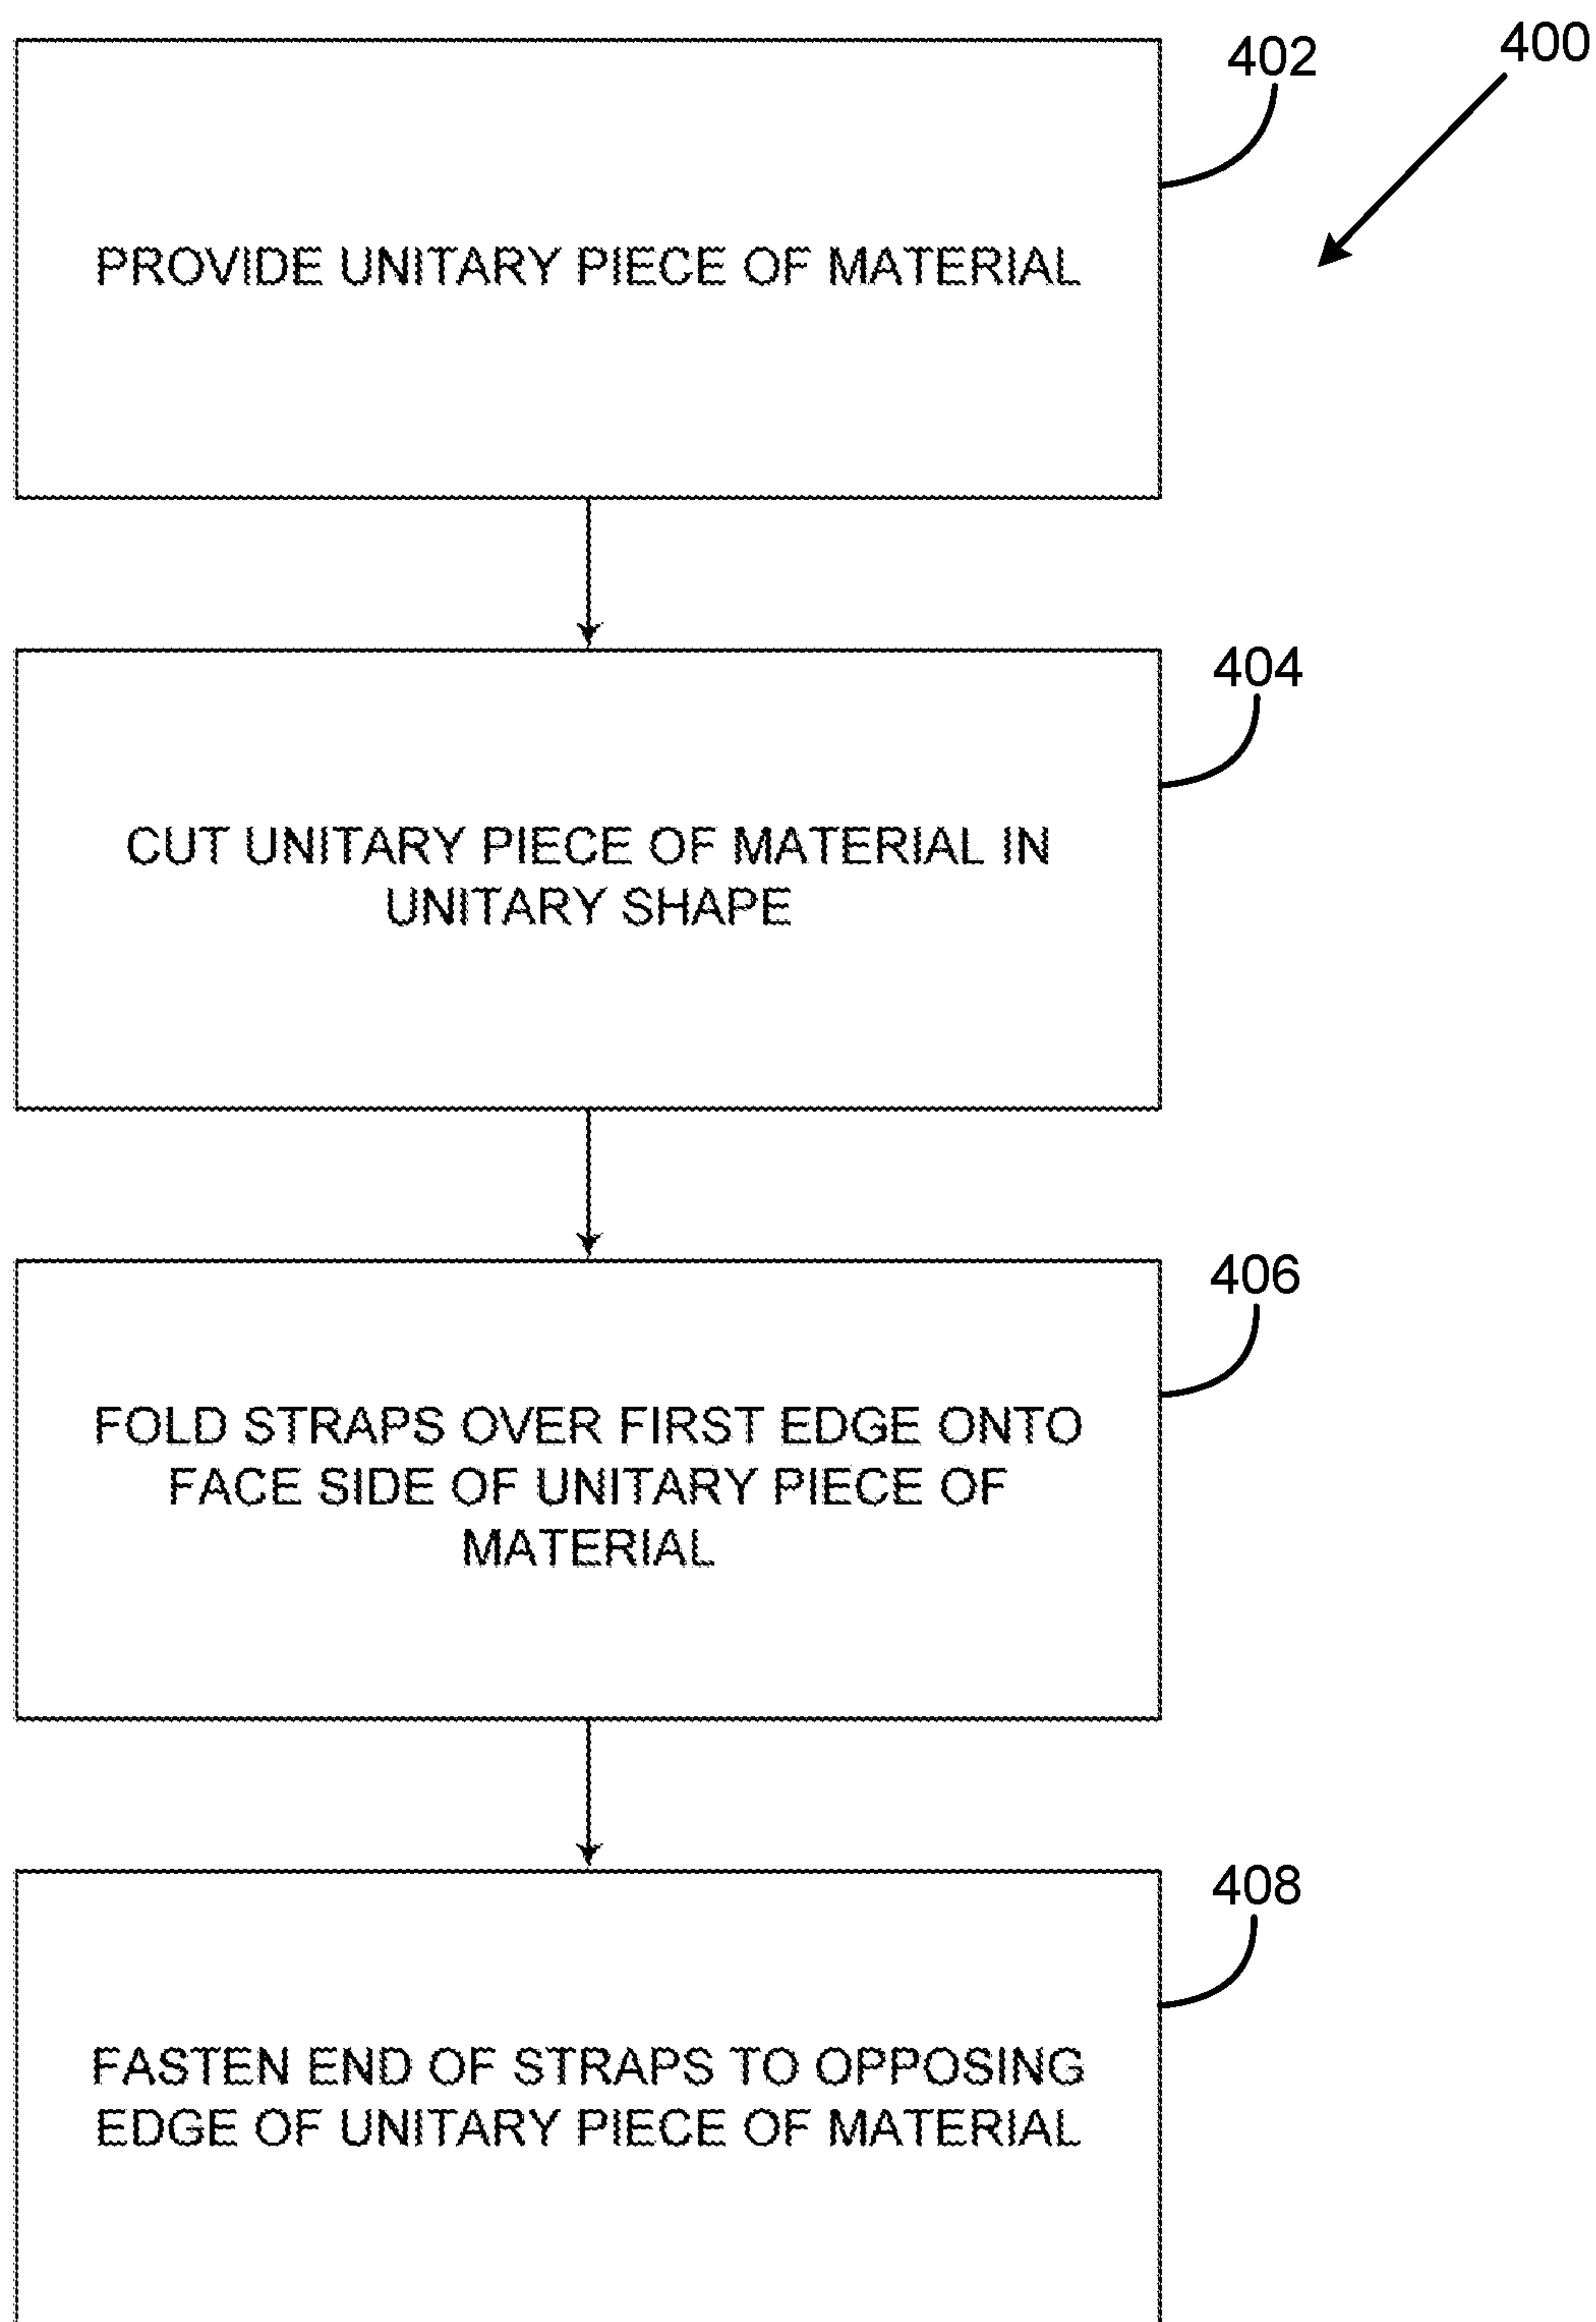 400
402
PROVIDE UNITARY PIECE OF MATERIAL
404
CUT UNITARY PIECE OF MATERIAL IN
UNITARY SHAPE
406
FOLD STRAPS OVER FIRST EDGE ONTO
FACE SIDE OF UNITARY PIECE OF
MATERIAL
408
FASTEN END OF STRAPS TO OPPOSING
EDGE OF UNITARY PIECE OF MATERIAL